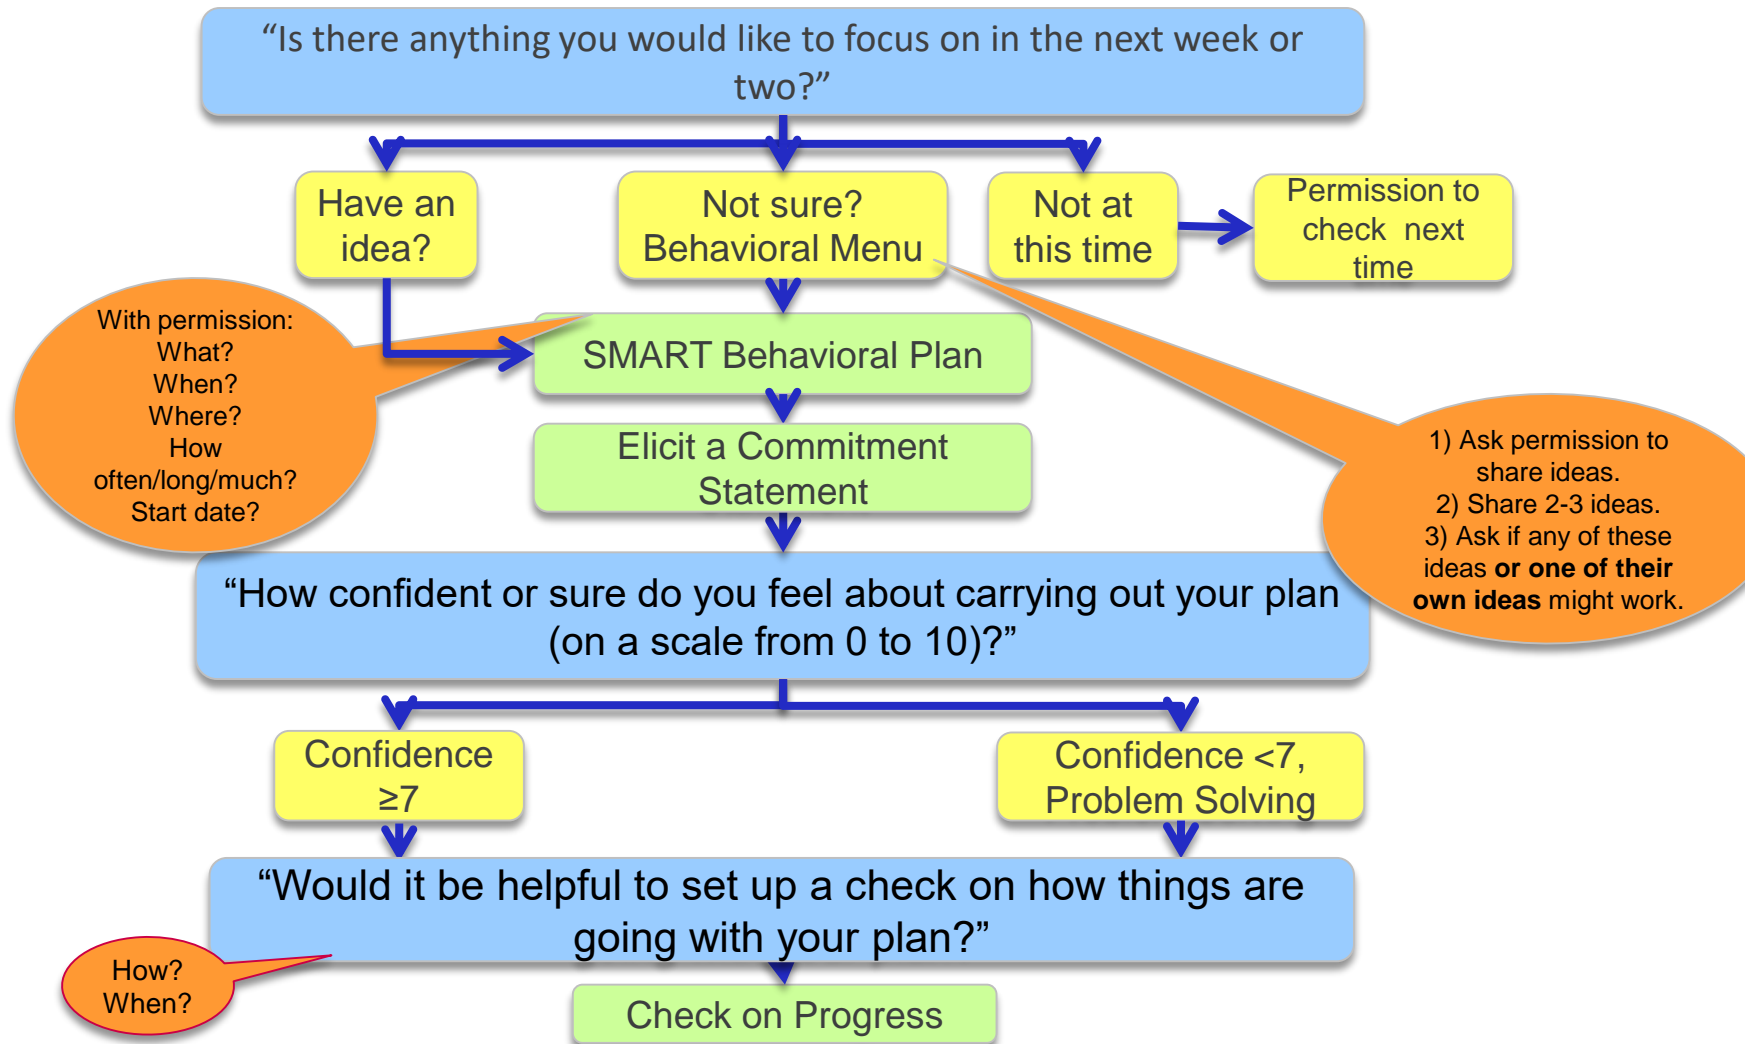 “Is there anything you would like to focus on in the next week or
two?”
Have an
idea?
Not sure?
Behavioral Menu
Not at
this time
Permission to
check next
time
With permission:
What?
When?
Where?
How
often/long/much?
Start date?
SMART Behavioral Plan
Elicit a Commitment
Statement
1) Ask permission to
share ideas.
2) Share 2-3 ideas.
3) Ask if any of these
ideas or one of their
own ideas might work.
“How confident or sure do you feel about carrying out your plan
(on a scale from 0 to 10)?”
Confidence
≥7
Confidence <7,
Problem Solving
“Would it be helpful to set up a check on how things are
going with your plan?”
How?
When?
Check on Progress